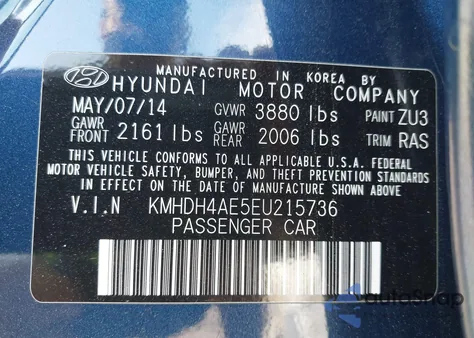 MANUFACTURED IN KOREA BY
HYUNDAI MOTOR COMPANY
MAY/07/14 GVWR 3880 lbs PAINT ZU3
GAWR FRONT 2161 lbs GAWR REAR 2006 lbs TRIM RAS
THIS VEHICLE CONFORMS TO ALL APPLICABLE U.S.A. FEDERAL
MOTOR VEHICLE SAFETY, BUMPER, AND THEFT PREVENTION
STANDARDS IN EFFECT ON THE DATE OF MANUFACTURE SHOWN ABOVE.
V.I.N KMHDH4AE5EU215736
PASSENGER CAR
autoSnap